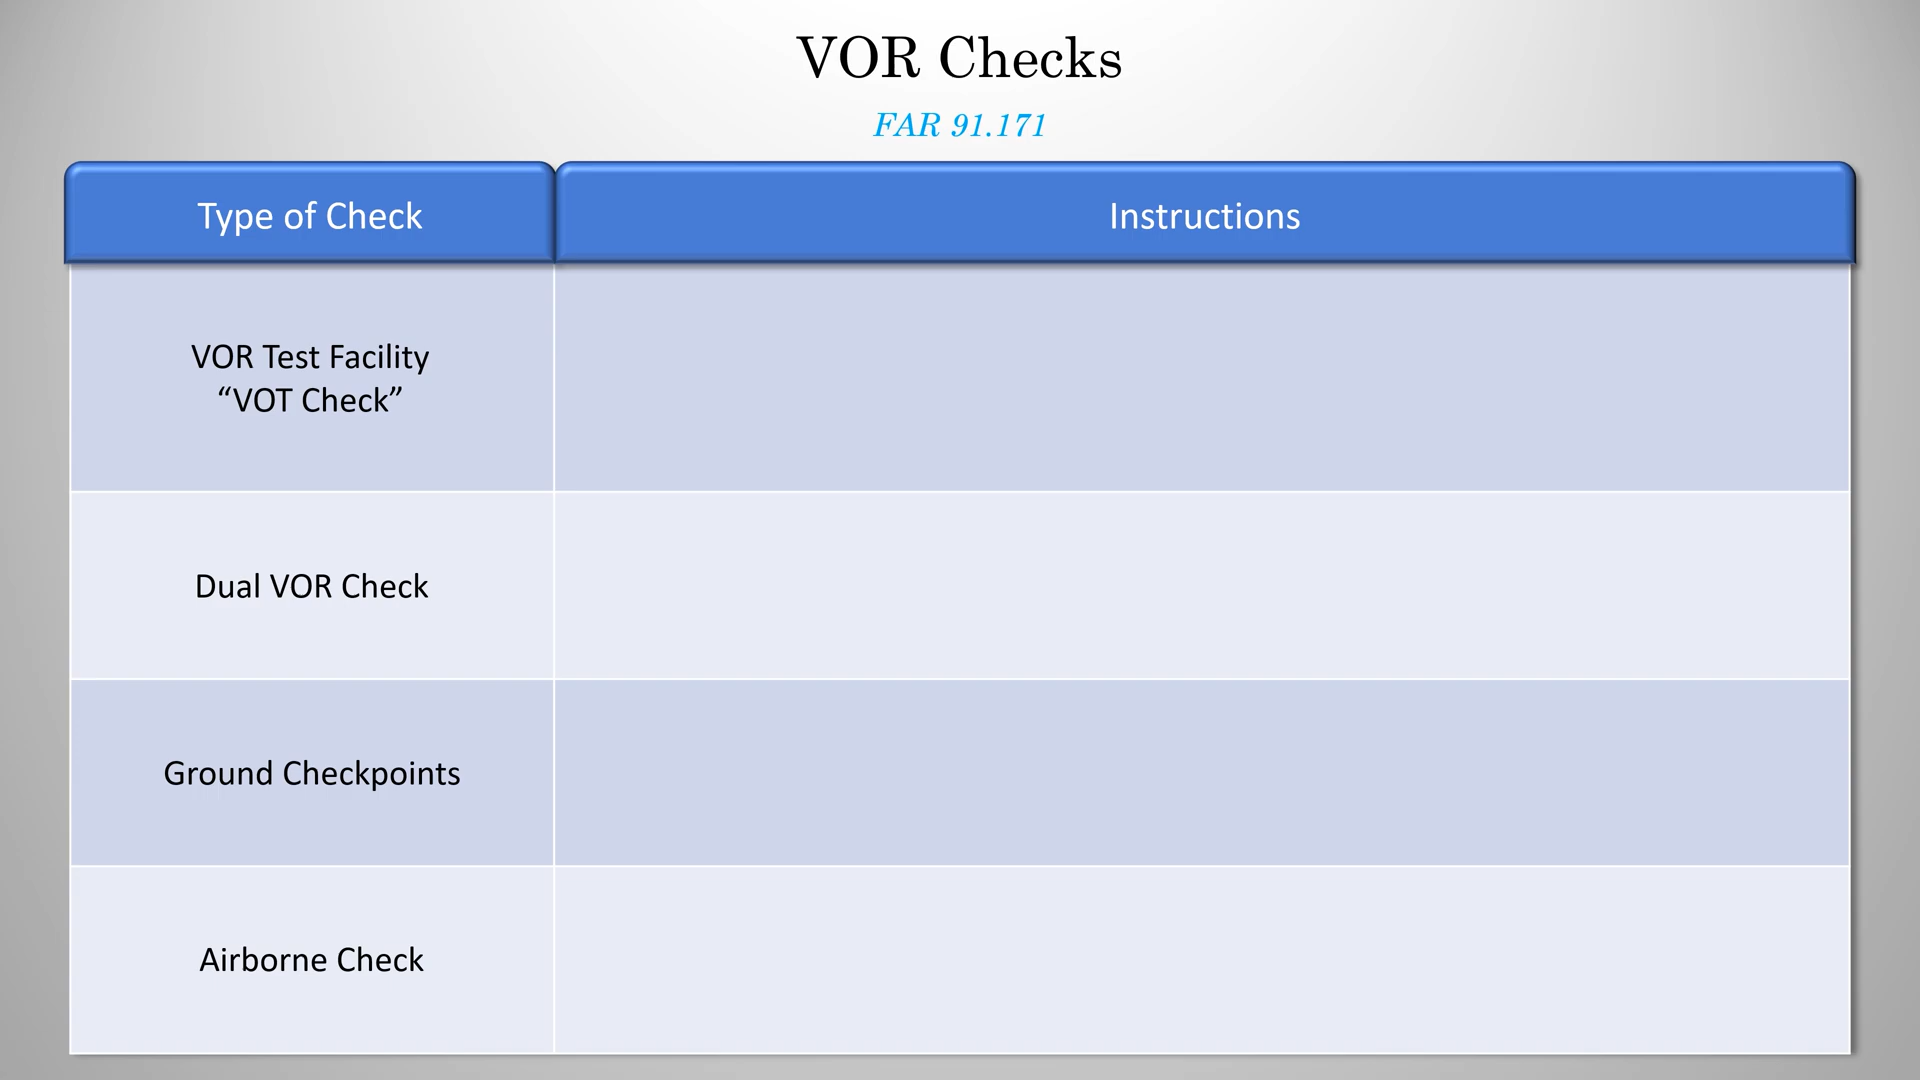 VOR Checks
FAR 91.171
Type of Check
Instructions
VOR Test Facility
“VOT Check”
Dual VOR Check
Ground Checkpoints
Airborne Check